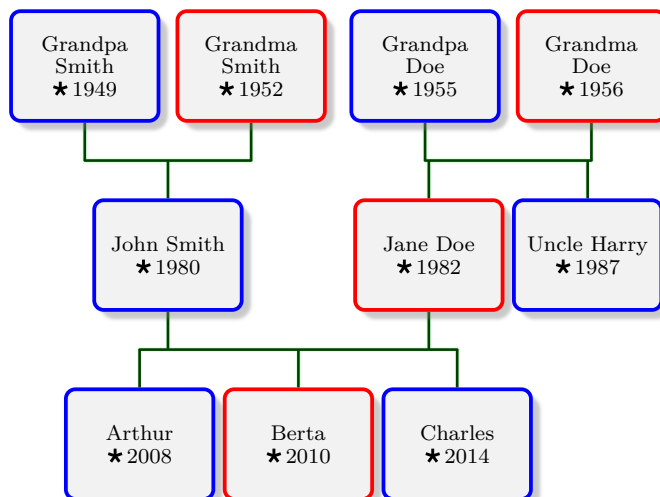 Grandpa
Smith
★ 1949
Grandma
Smith
★ 1952
Grandpa
Doe
★ 1955
Grandma
Doe
★ 1956
John Smith
★ 1980
Jane Doe
★ 1982
Uncle Harry
★ 1987
Arthur
★ 2008
Berta
★ 2010
Charles
★ 2014